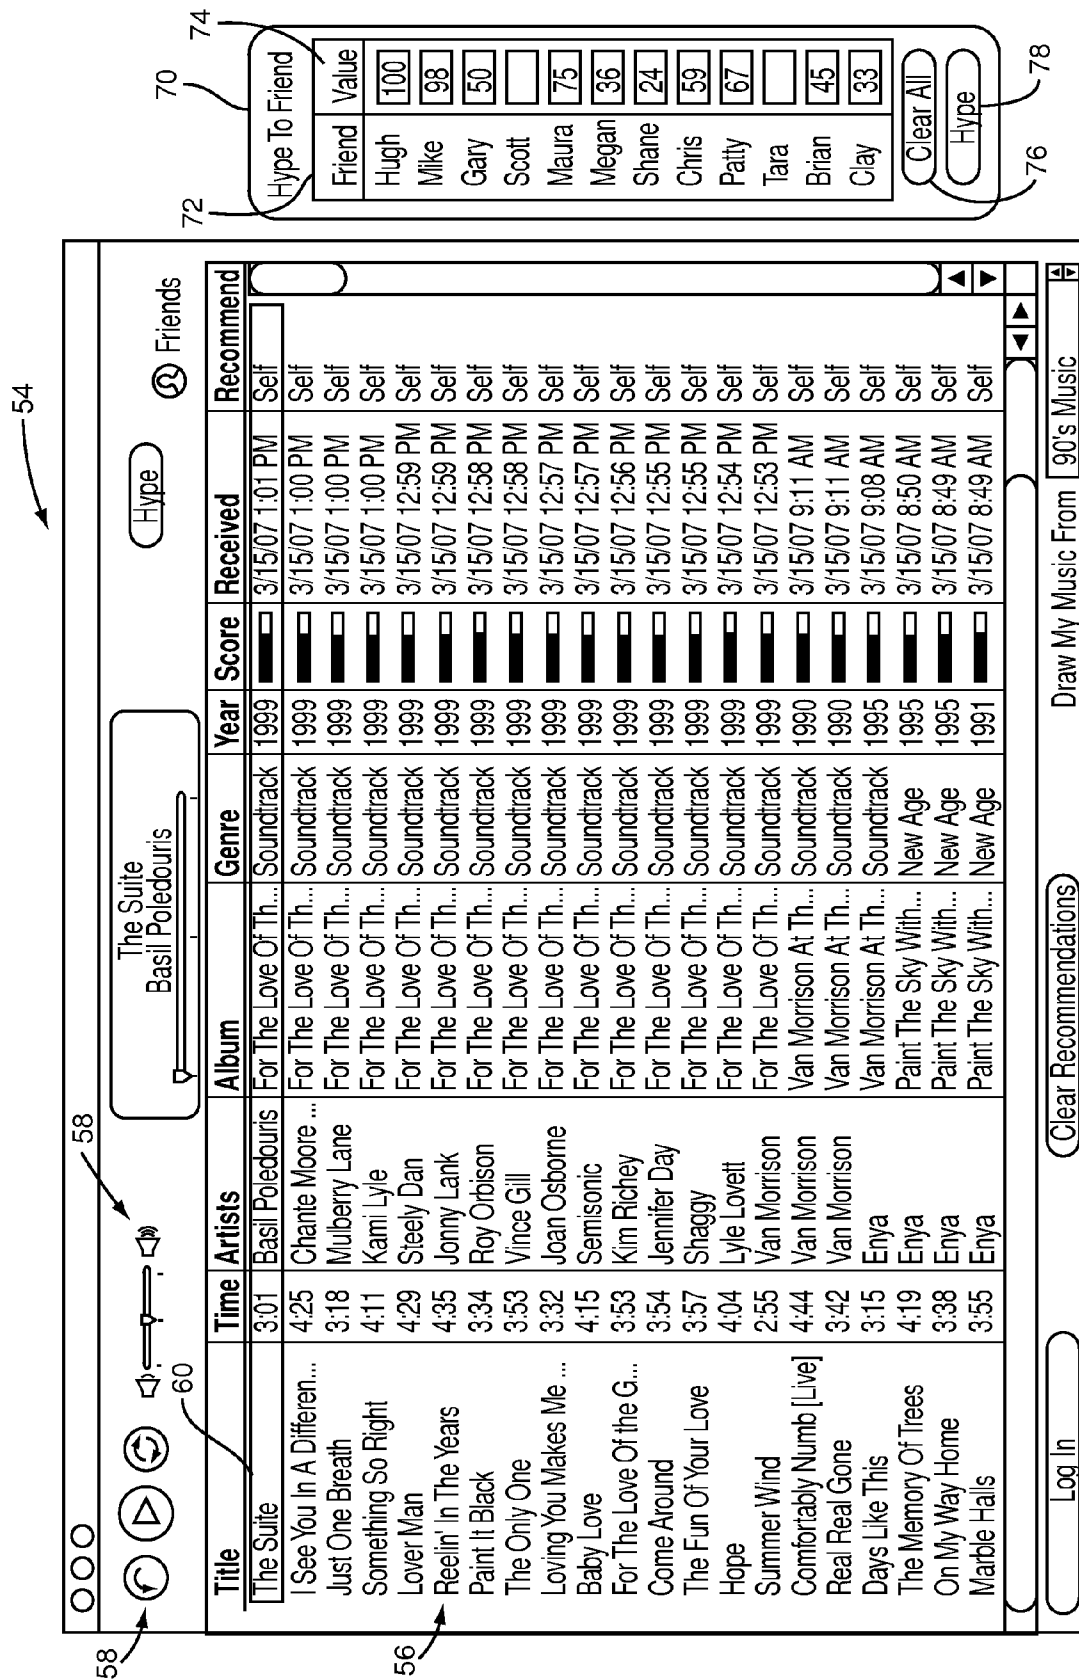 54
58
58
The Suite
Basil Poledouris
Hype
Friends
60
56
Title Time Artists Album Genre Year Score Received Recommend
The Suite 3:01 Basil Poledouris For The Love Of Th... Soundtrack 1999 3/15/07 1:01 PM Self
I See You In A Differen... 4:25 Chante Moore ... For The Love Of Th... Soundtrack 1999 3/15/07 1:00 PM Self
Just One Breath 3:18 Mulberry Lane For The Love Of Th... Soundtrack 1999 3/15/07 1:00 PM Self
Something So Right 4:11 Kami Lyle For The Love Of Th... Soundtrack 1999 3/15/07 1:00 PM Self
Lover Man 4:29 Steely Dan For The Love Of Th... Soundtrack 1999 3/15/07 12:59 PM Self
Reelin' In The Years 4:35 Jonny Lank For The Love Of Th... Soundtrack 1999 3/15/07 12:59 PM Self
Paint It Black 3:34 Roy Orbison For The Love Of Th... Soundtrack 1999 3/15/07 12:58 PM Self
The Only One 3:53 Vince Gill For The Love Of Th... Soundtrack 1999 3/15/07 12:58 PM Self
Loving You Makes Me ... 3:32 Joan Osborne For The Love Of Th... Soundtrack 1999 3/15/07 12:57 PM Self
Baby Love 4:15 Semisonic For The Love Of Th... Soundtrack 1999 3/15/07 12:57 PM Self
For The Love Of the G... 3:53 Kim Richey For The Love Of Th... Soundtrack 1999 3/15/07 12:56 PM Self
Come Around 3:54 Jennifer Day For The Love Of Th... Soundtrack 1999 3/15/07 12:55 PM Self
The Fun Of Your Love 3:57 Shaggy For The Love Of Th... Soundtrack 1999 3/15/07 12:55 PM Self
Hope 4:04 Lyle Lovett For The Love Of Th... Soundtrack 1999 3/15/07 12:54 PM Self
Summer Wind 2:55 Van Morrison For The Love Of Th... Soundtrack 1999 3/15/07 12:53 PM Self
Comfortably Numb [Live] 4:44 Van Morrison Van Morrison At Th... Soundtrack 1990 3/15/07 9:11 AM Self
Real Real Gone 3:42 Van Morrison Van Morrison At Th... Soundtrack 1990 3/15/07 9:11 AM Self
Days Like This 3:15 Enya Van Morrison At Th... Soundtrack 1995 3/15/07 9:08 AM Self
The Memory Of Trees 4:19 Enya Paint The Sky With... New Age 1995 3/15/07 8:50 AM Self
On My Way Home 3:38 Enya Paint The Sky With... New Age 1995 3/15/07 8:49 AM Self
Marble Halls 3:55 Enya Paint The Sky With... New Age 1991 3/15/07 8:49 AM Self
Log In Clear Recommendations Draw My Music From 90's Music
70
72
74
Hype To Friend
Friend Value
Hugh 100
Mike 98
Gary 50
Scott
Maura 75
Megan 36
Shane 24
Chris 59
Patty 67
Tara
Brian 45
Clay 33
Clear All
Hype
76
78